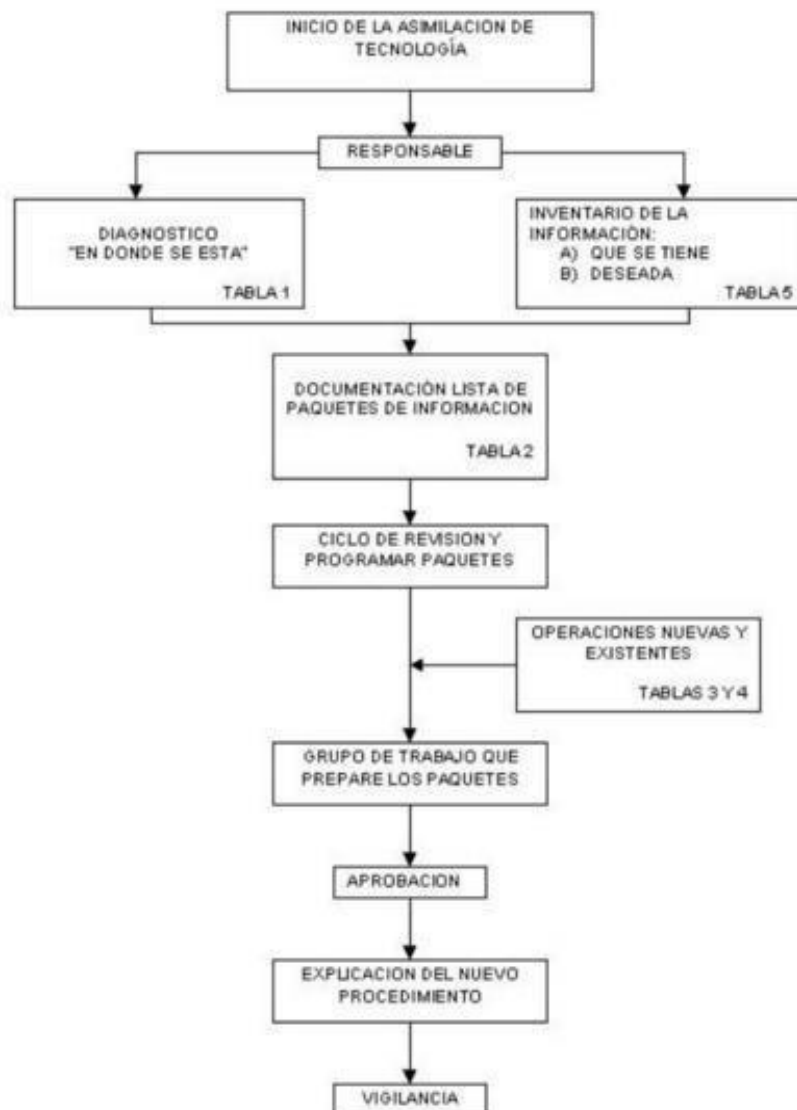 INICIO DE LA ASIMILACION DE
TECNOLOGÍA
RESPONSABLE
DIAGNOSTICO
"EN DONDE SE ESTA"
TABLA 1
INVENTARIO DE LA
INFORMACIÓN:
A) QUE SE TIENE
B) DESEADA
TABLA 5
DOCUMENTACIÓN LISTA DE
PAQUETES DE INFORMACION
TABLA 2
CICLO DE REVISION Y
PROGRAMAR PAQUETES
OPERACIONES NUEVAS Y
EXISTENTES
TABLAS 3 Y 4
GRUPO DE TRABAJO QUE
PREPARE LOS PAQUETES
APROBACION
EXPLICACION DEL NUEVO
PROCEDIMIENTO
VIGILANCIA